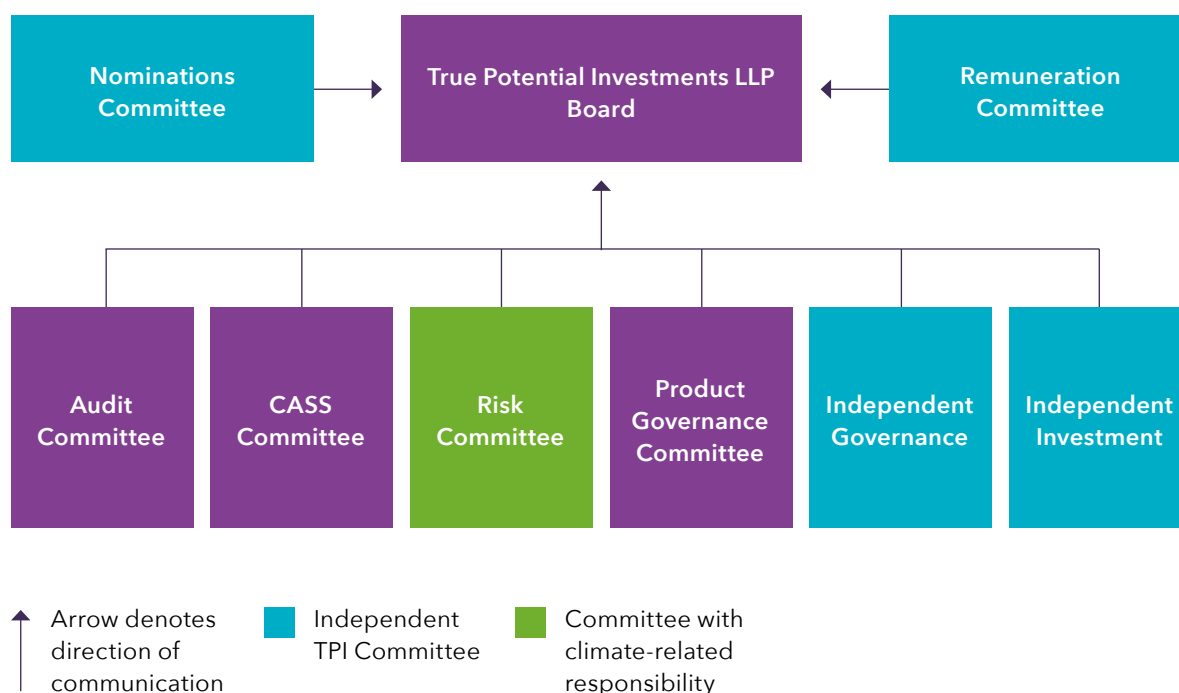 Nominations
Committee
True Potential Investments LLP
Board
Remuneration
Committee
Audit
Committee
CASS
Committee
Risk
Committee
Product
Governance
Committee
Independent
Governance
Independent
Investment
Arrow denotes
direction of
communication
Independent
TPI Committee
Committee with
climate-related
responsibility